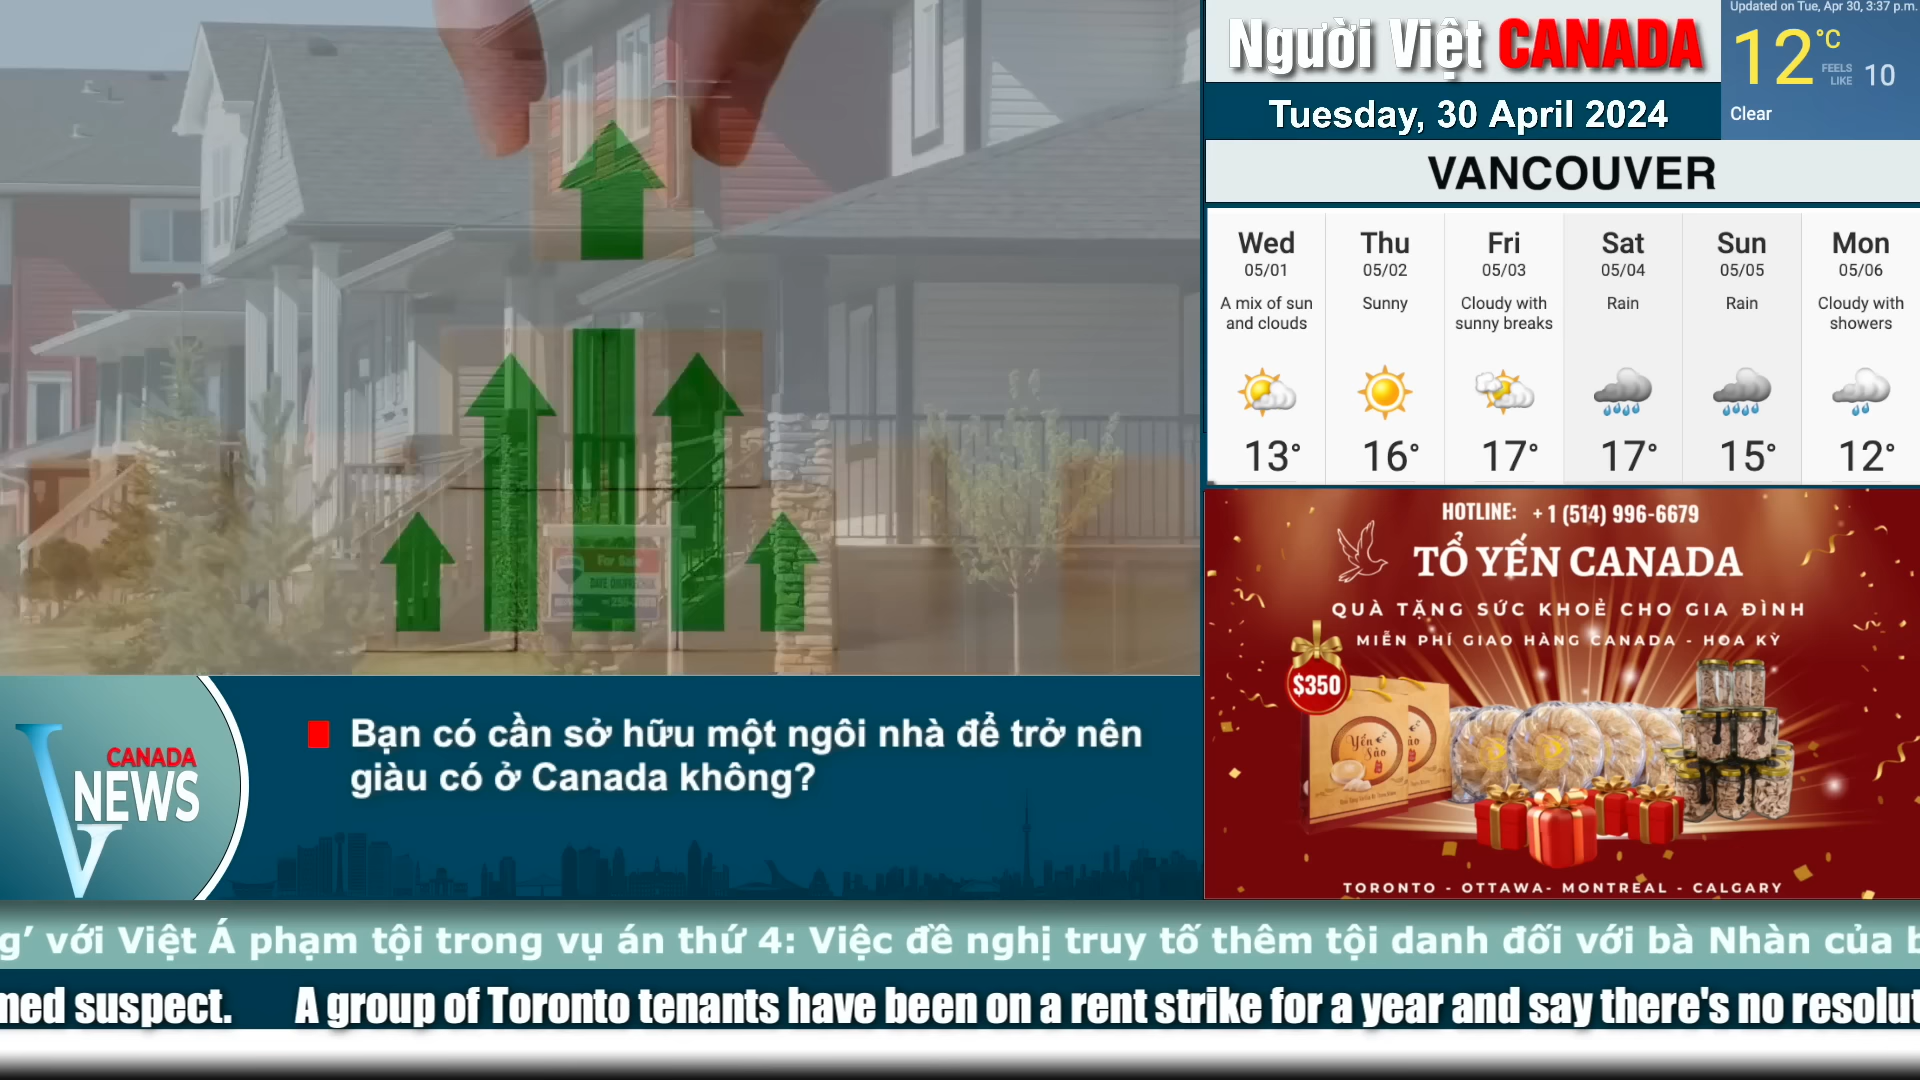 Người Việt CANADA
Updated on Tue, Apr 30, 3:37 p.m.
12°C
FEELS
LIKE 10
Clear
Tuesday, 30 April 2024
VANCOUVER
Wed Thu Fri Sat Sun Mon
05/01 05/02 05/03 05/04 05/05 05/06
A mix of sun Sunny Cloudy with Rain Rain Cloudy with
and clouds sunny breaks showers
13° 16° 17° 17° 15° 12°
For Sale
HOTLINE: + 1 (514) 996-6679
TỔ YẾN CANADA
QUÀ TẶNG SỨC KHOẺ CHO GIA ĐÌNH
MIỄN PHÍ GIAO HÀNG CANADA - HOA KỲ
$350
Yến
Sào
TORONTO - OTTAWA- MONTREAL - CALGARY
CANADA
V NEWS
Bạn có cần sở hữu một ngôi nhà để trở nên
giàu có ở Canada không?
g’ với Việt Á phạm tội trong vụ án thứ 4: Việc đề nghị truy tố thêm tội danh đối với bà Nhàn của b
med suspect. A group of Toronto tenants have been on a rent strike for a year and say there's no resolut